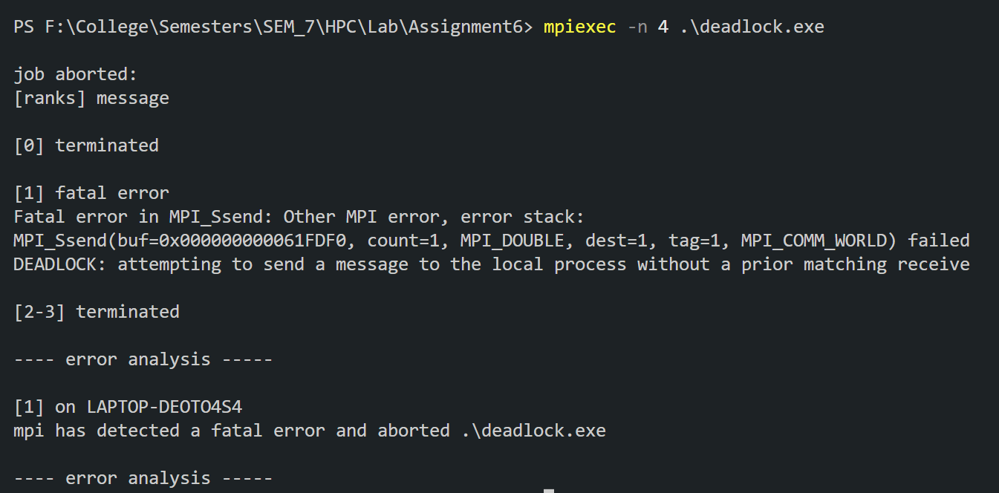 PS F:\College\Semesters\SEM_7\HPC\Lab\Assignment6> mpiexec -n 4 .\deadlock.exe
job aborted:
[ranks] message
[0] terminated
[1] fatal error
Fatal error in MPI_Ssend: Other MPI error, error stack:
MPI_Ssend(buf=0x000000000061FDF0, count=1, MPI_DOUBLE, dest=1, tag=1, MPI_COMM_WORLD) failed
DEADLOCK: attempting to send a message to the local process without a prior matching receive
[2-3] terminated
---- error analysis -----
[1] on LAPTOP-DEOTO4S4
mpi has detected a fatal error and aborted .\deadlock.exe
---- error analysis -----